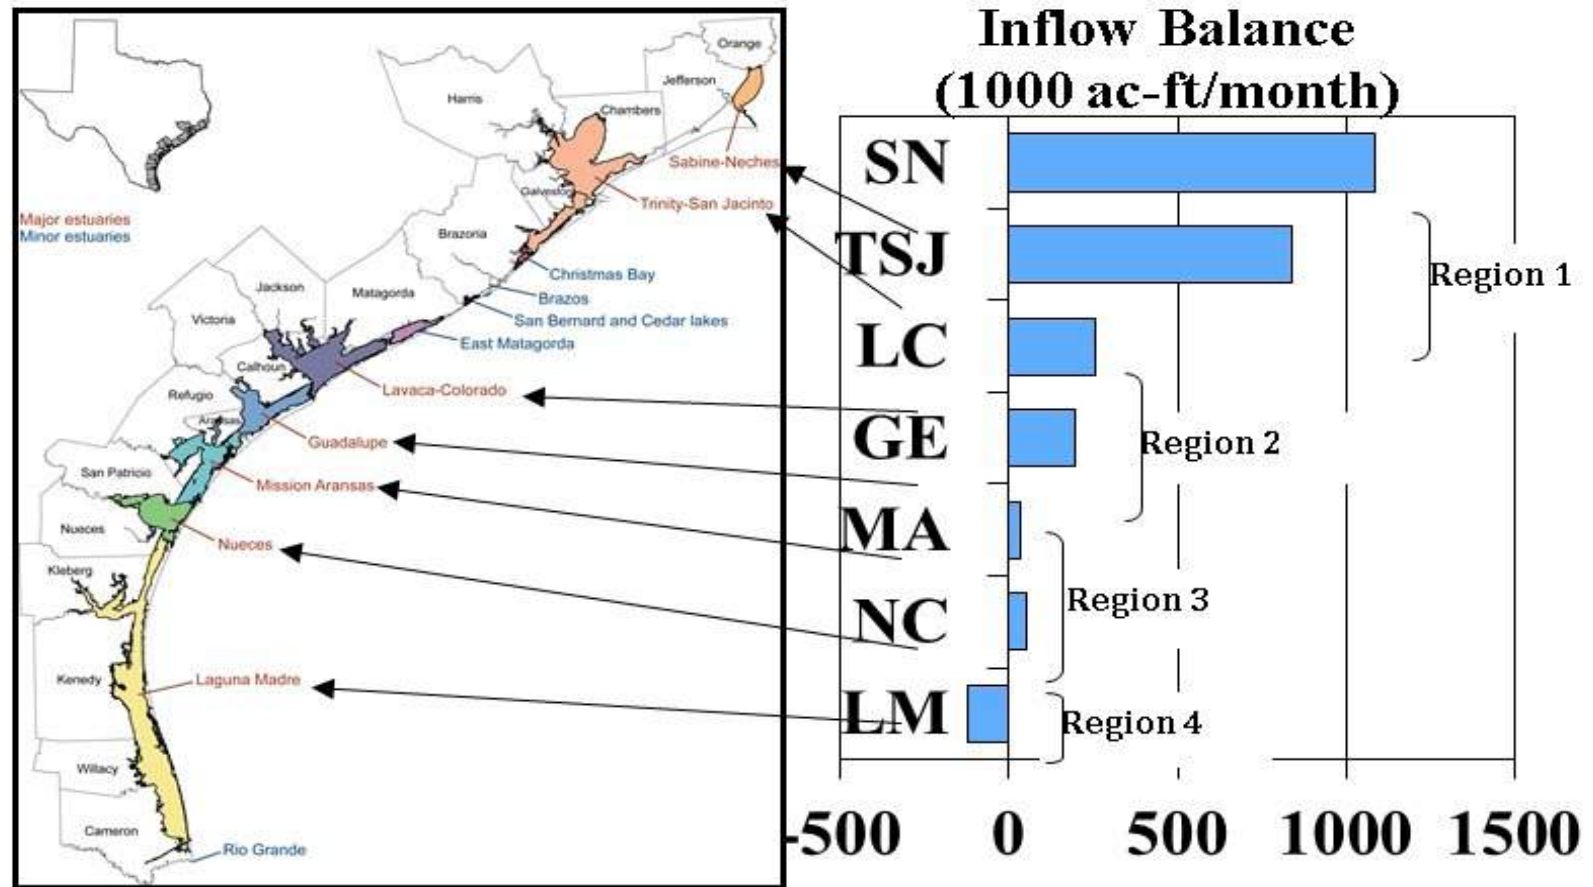 Orange
Jefferson
Harris
Chambers
Sabine-Neches
Galveston
Trinity-San Jacinto
Major estuaries
Minor estuaries
Brazoria
Christmas Bay
Jackson
Matagorda
Brazos
Victoria
San Bernard and Cedar lakes
East Matagorda
Calhoun
Lavaca-Colorado
Refugio
Aransas
Guadalupe
San Patricio
Mission Aransas
Nueces
Nueces
Kleberg
Kenedy
Laguna Madre
Willacy
Cameron
Rio Grande
Inflow Balance
(1000 ac-ft/month)
SN
TSJ
Region 1
LC
GE
Region 2
MA
NC
Region 3
LM
Region 4
-500 0 500 1000 1500